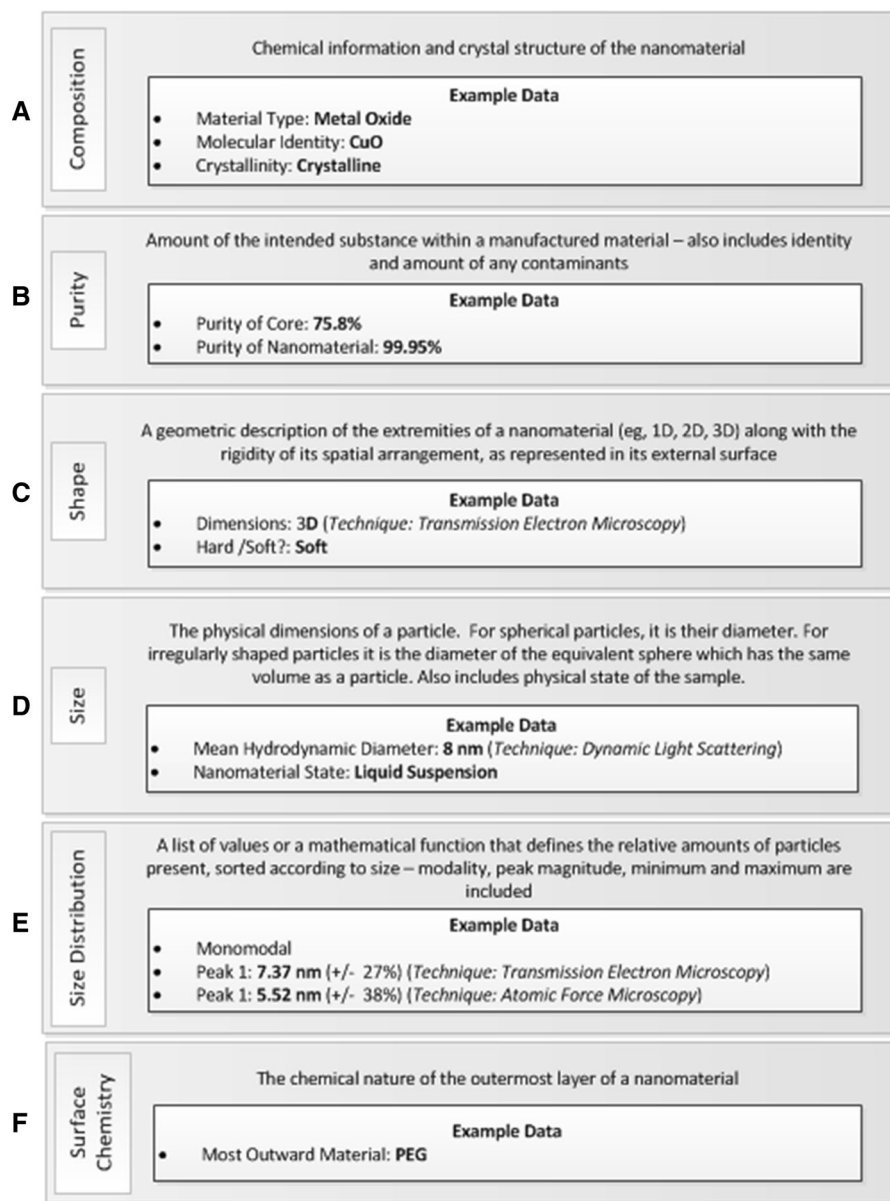 A
Composition
Chemical information and crystal structure of the nanomaterial
Example Data
• Material Type: Metal Oxide
• Molecular Identity: CuO
• Crystallinity: Crystalline
B
Purity
Amount of the intended substance within a manufactured material – also includes identity
and amount of any contaminants
Example Data
• Purity of Core: 75.8%
• Purity of Nanomaterial: 99.95%
C
Shape
A geometric description of the extremities of a nanomaterial (eg, 1D, 2D, 3D) along with the
rigidity of its spatial arrangement, as represented in its external surface
Example Data
• Dimensions: 3D (Technique: Transmission Electron Microscopy)
• Hard /Soft?: Soft
D
Size
The physical dimensions of a particle. For spherical particles, it is their diameter. For
irregularly shaped particles it is the diameter of the equivalent sphere which has the same
volume as a particle. Also includes physical state of the sample.
Example Data
• Mean Hydrodynamic Diameter: 8 nm (Technique: Dynamic Light Scattering)
• Nanomaterial State: Liquid Suspension
E
Size Distribution
A list of values or a mathematical function that defines the relative amounts of particles
present, sorted according to size – modality, peak magnitude, minimum and maximum are
included
Example Data
• Monomodal
• Peak 1: 7.37 nm (+/- 27%) (Technique: Transmission Electron Microscopy)
• Peak 1: 5.52 nm (+/- 38%) (Technique: Atomic Force Microscopy)
F
Surface
Chemistry
The chemical nature of the outermost layer of a nanomaterial
Example Data
• Most Outward Material: PEG